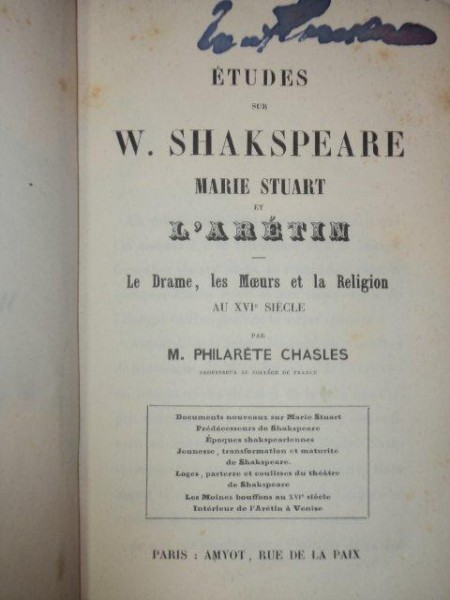 ÉTUDES
SUR
W. SHAKSPEARE
MARIE STUART
ET
L'ARÉTIN
Le Drame, les Mœurs et la Religion
AU XVIe SIÈCLE
PAR
M. PHILARÈTE CHASLES
PROFESSEUR AU COLLÉGE DE FRANCE
Documents nouveaux sur Marie Stuart
Prédécesseurs de Shakspeare
Époques shakspeariennes
Jeunesse, transformation et maturité
de Shakspeare.
Loges, parterre et coulisses du théâtre
de Shakspeare
Les Moines bouffons au XVIe siècle
Intérieur de l'Arétin à Venise
PARIS : AMYOT, RUE DE LA PAIX